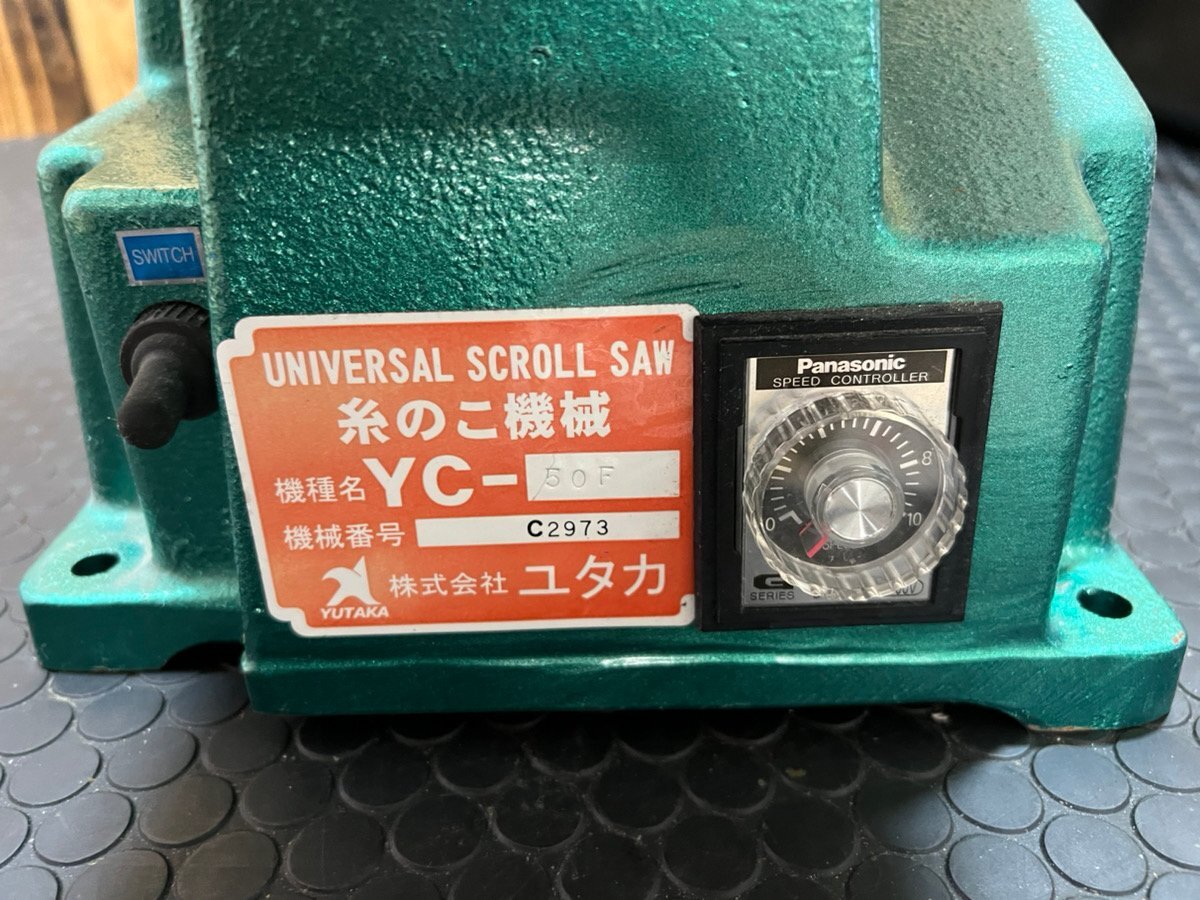 SWITCH
UNIVERSAL SCROLL SAW
糸のこ機械
機種名 YC-50F
機械番号 C2973
YUTAKA 株式会社 ユタカ
Panasonic
SPEED CONTROLLER
8
0 10
SERIES